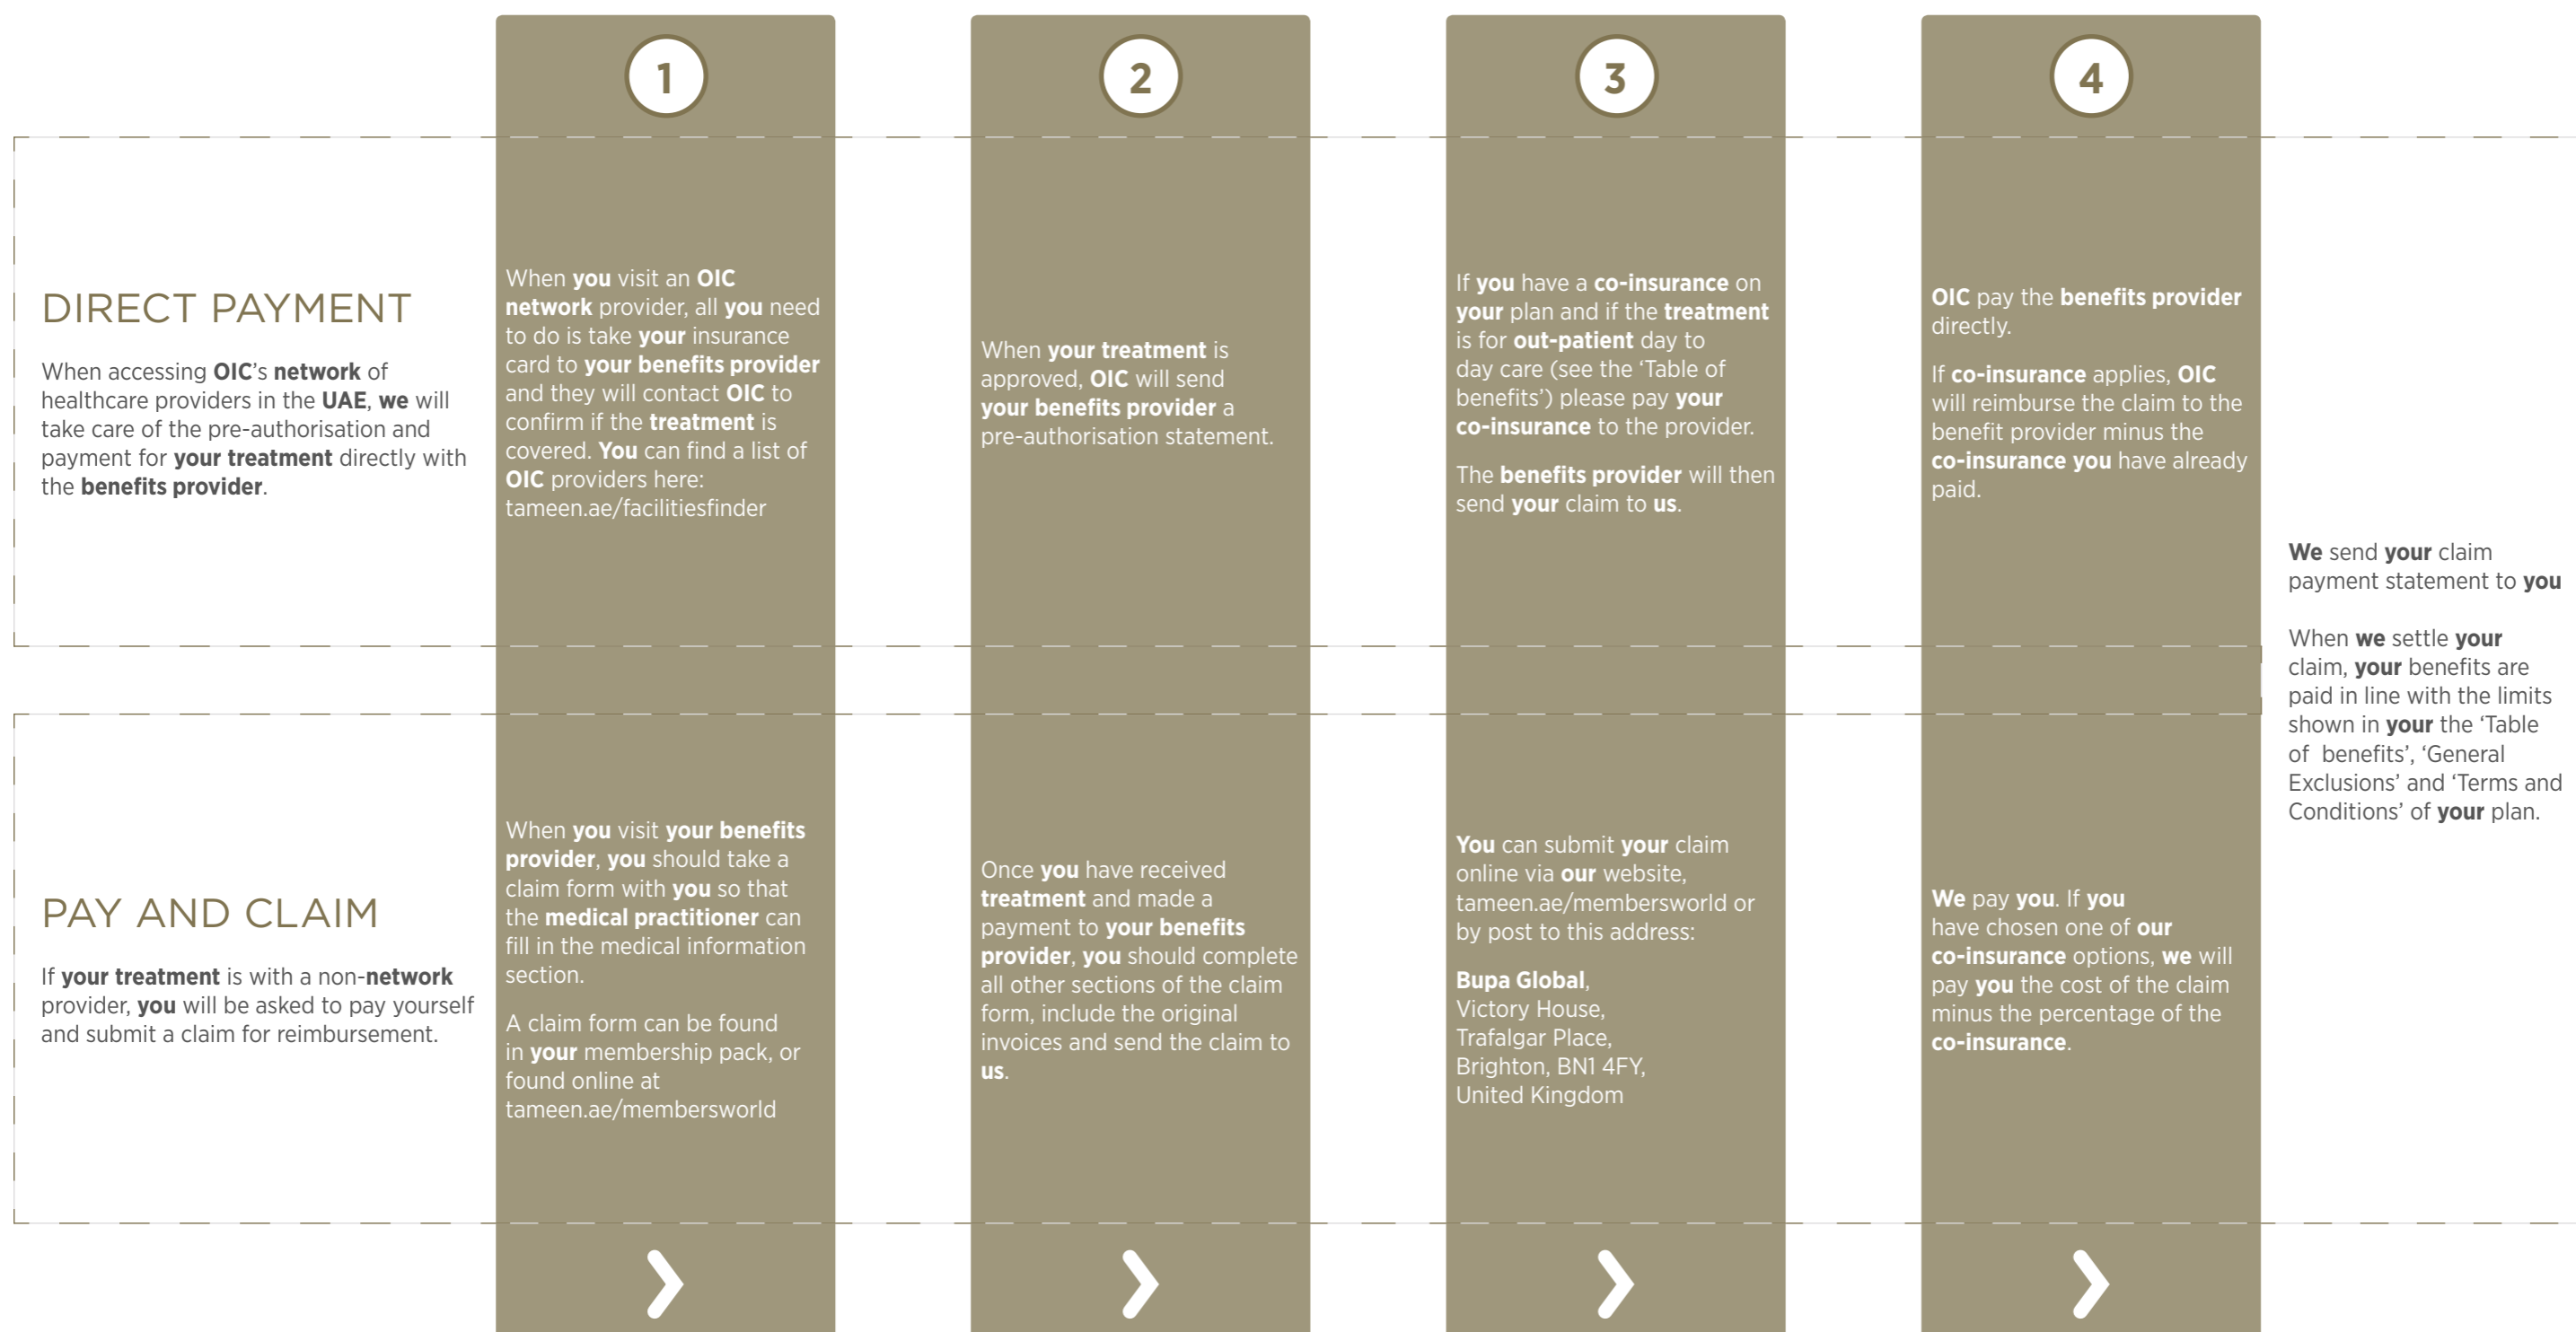 1
2
3
4
DIRECT PAYMENT
When accessing OIC's network of
healthcare providers in the UAE, we will
take care of the pre-authorisation and
payment for your treatment directly with
the benefits provider.
When you visit an OIC
network provider, all you need
to do is take your insurance
card to your benefits provider
and they will contact OIC to
confirm if the treatment is
covered. You can find a list of
OIC providers here:
tameen.ae/facilitiesfinder
When your treatment is
approved, OIC will send
your benefits provider a
pre-authorisation statement.
If you have a co-insurance on
your plan and if the treatment
is for out-patient day to
day care (see the ‘Table of
benefits’) please pay your
co-insurance to the provider.
The benefits provider will then
send your claim to us.
OIC pay the benefits provider
directly.
If co-insurance applies, OIC
will reimburse the claim to the
benefit provider minus the
co-insurance you have already
paid.
PAY AND CLAIM
If your treatment is with a non-network
provider, you will be asked to pay yourself
and submit a claim for reimbursement.
When you visit your benefits
provider, you should take a
claim form with you so that
the medical practitioner can
fill in the medical information
section.
A claim form can be found
in your membership pack, or
found online at
tameen.ae/membersworld
Once you have received
treatment and made a
payment to your benefits
provider, you should complete
all other sections of the claim
form, include the original
invoices and send the claim to
us.
You can submit your claim
online via our website,
tameen.ae/membersworld or
by post to this address:
Bupa Global,
Victory House,
Trafalgar Place,
Brighton, BN1 4FY,
United Kingdom
We pay you. If you
have chosen one of our
co-insurance options, we will
pay you the cost of the claim
minus the percentage of the
co-insurance.
We send your claim
payment statement to you
When we settle your
claim, your benefits are
paid in line with the limits
shown in your the ‘Table
of benefits’, ‘General
Exclusions’ and ‘Terms and
Conditions’ of your plan.